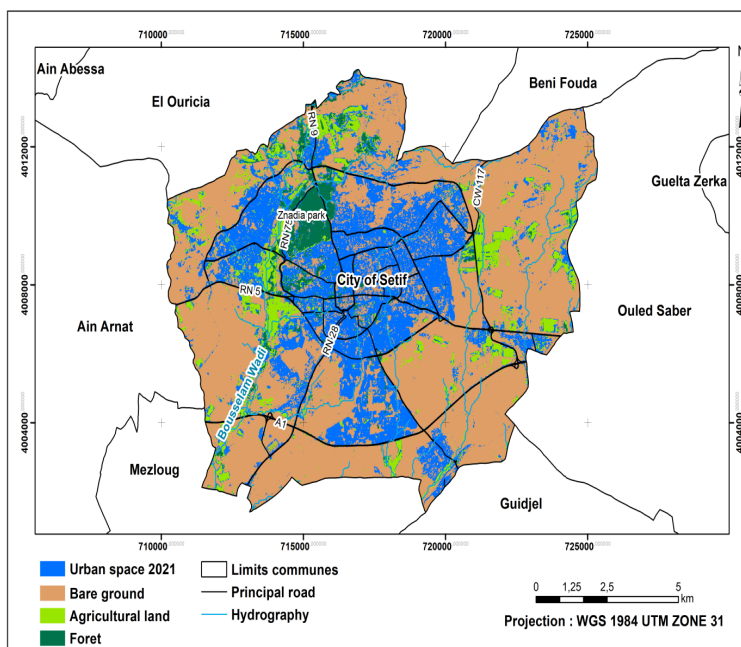 710000 715000 720000 725000
Ain Abessa
N
El Ouricia
Beni Fouda
RN 9
4012000
4012000
CW 117
Guelta Zerka
Znadia park
RN 75
City of Setif
4008000
4008000
RN 5
Ouled Saber
Ain Arnat
RN 28
Bousselam Wadi
4004000
4004000
A1
Mezloug
Guidjel
710000 715000 720000 725000
Urban space 2021
Bare ground
Agricultural land
Foret
Limits communes
Principal road
Hydrography
0 1,25 2,5 5
km
Projection : WGS 1984 UTM ZONE 31